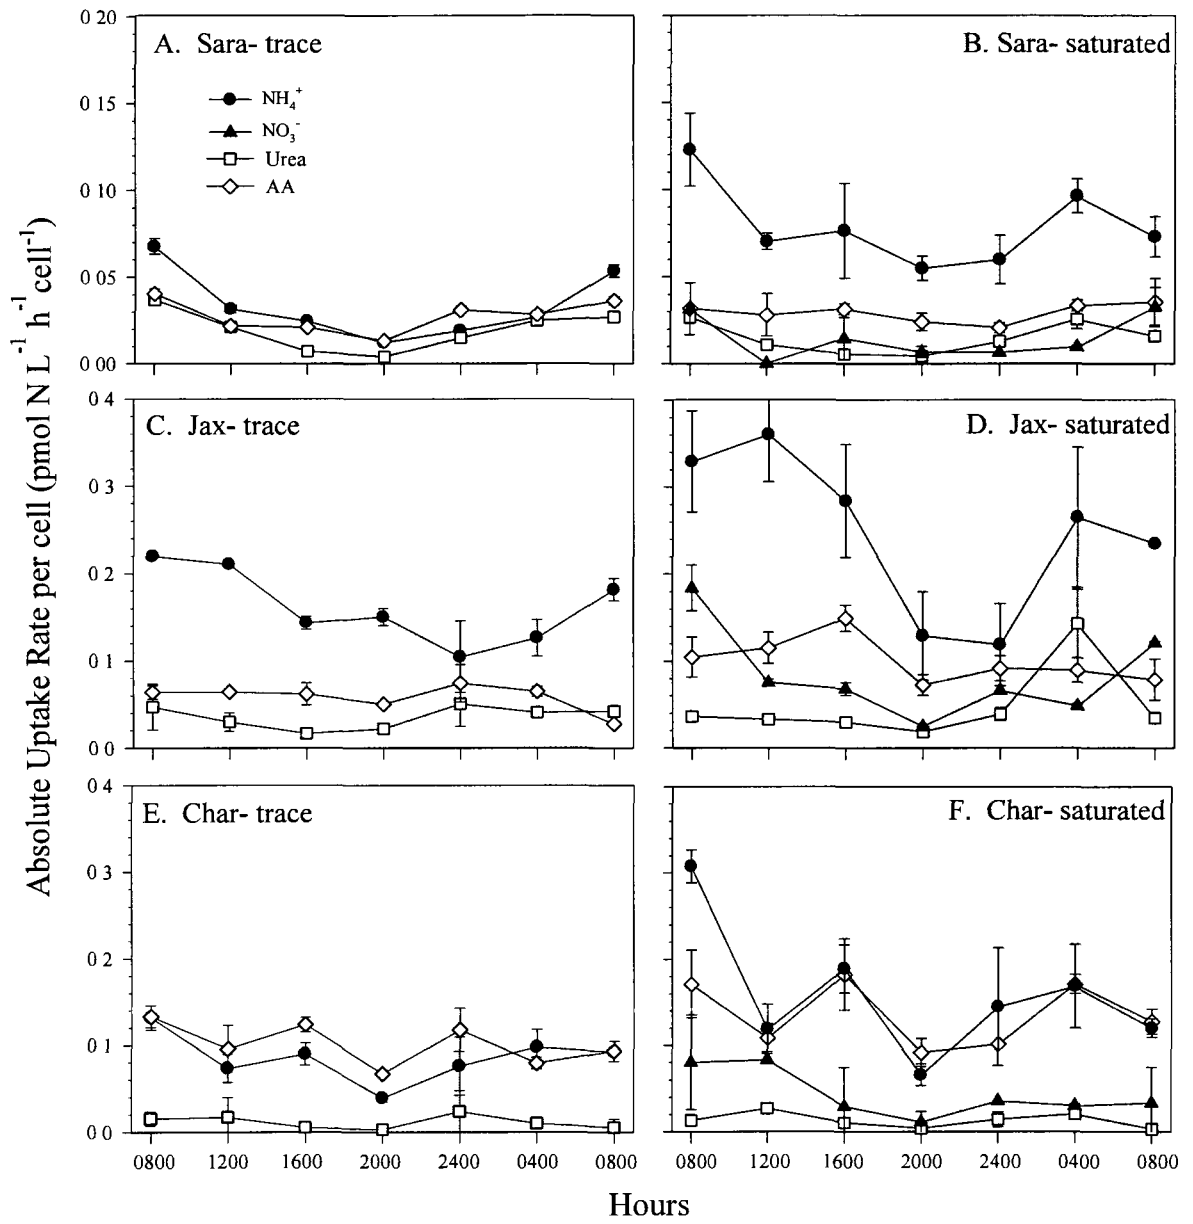 Absolute Uptake Rate per cell (pmol N L⁻¹ h⁻¹ cell⁻¹)
A. Sara- trace
NH₄⁺
NO₃⁻
Urea
AA
0 20
0 15
0 10
0 05
0 00
B. Sara- saturated
C. Jax- trace
0 4
0 3
0 2
0 1
0 0
D. Jax- saturated
E. Char- trace
0 4
0 3
0 2
0 1
0 0
0800 1200 1600 2000 2400 0400 0800
F. Char- saturated
0800 1200 1600 2000 2400 0400 0800
Hours